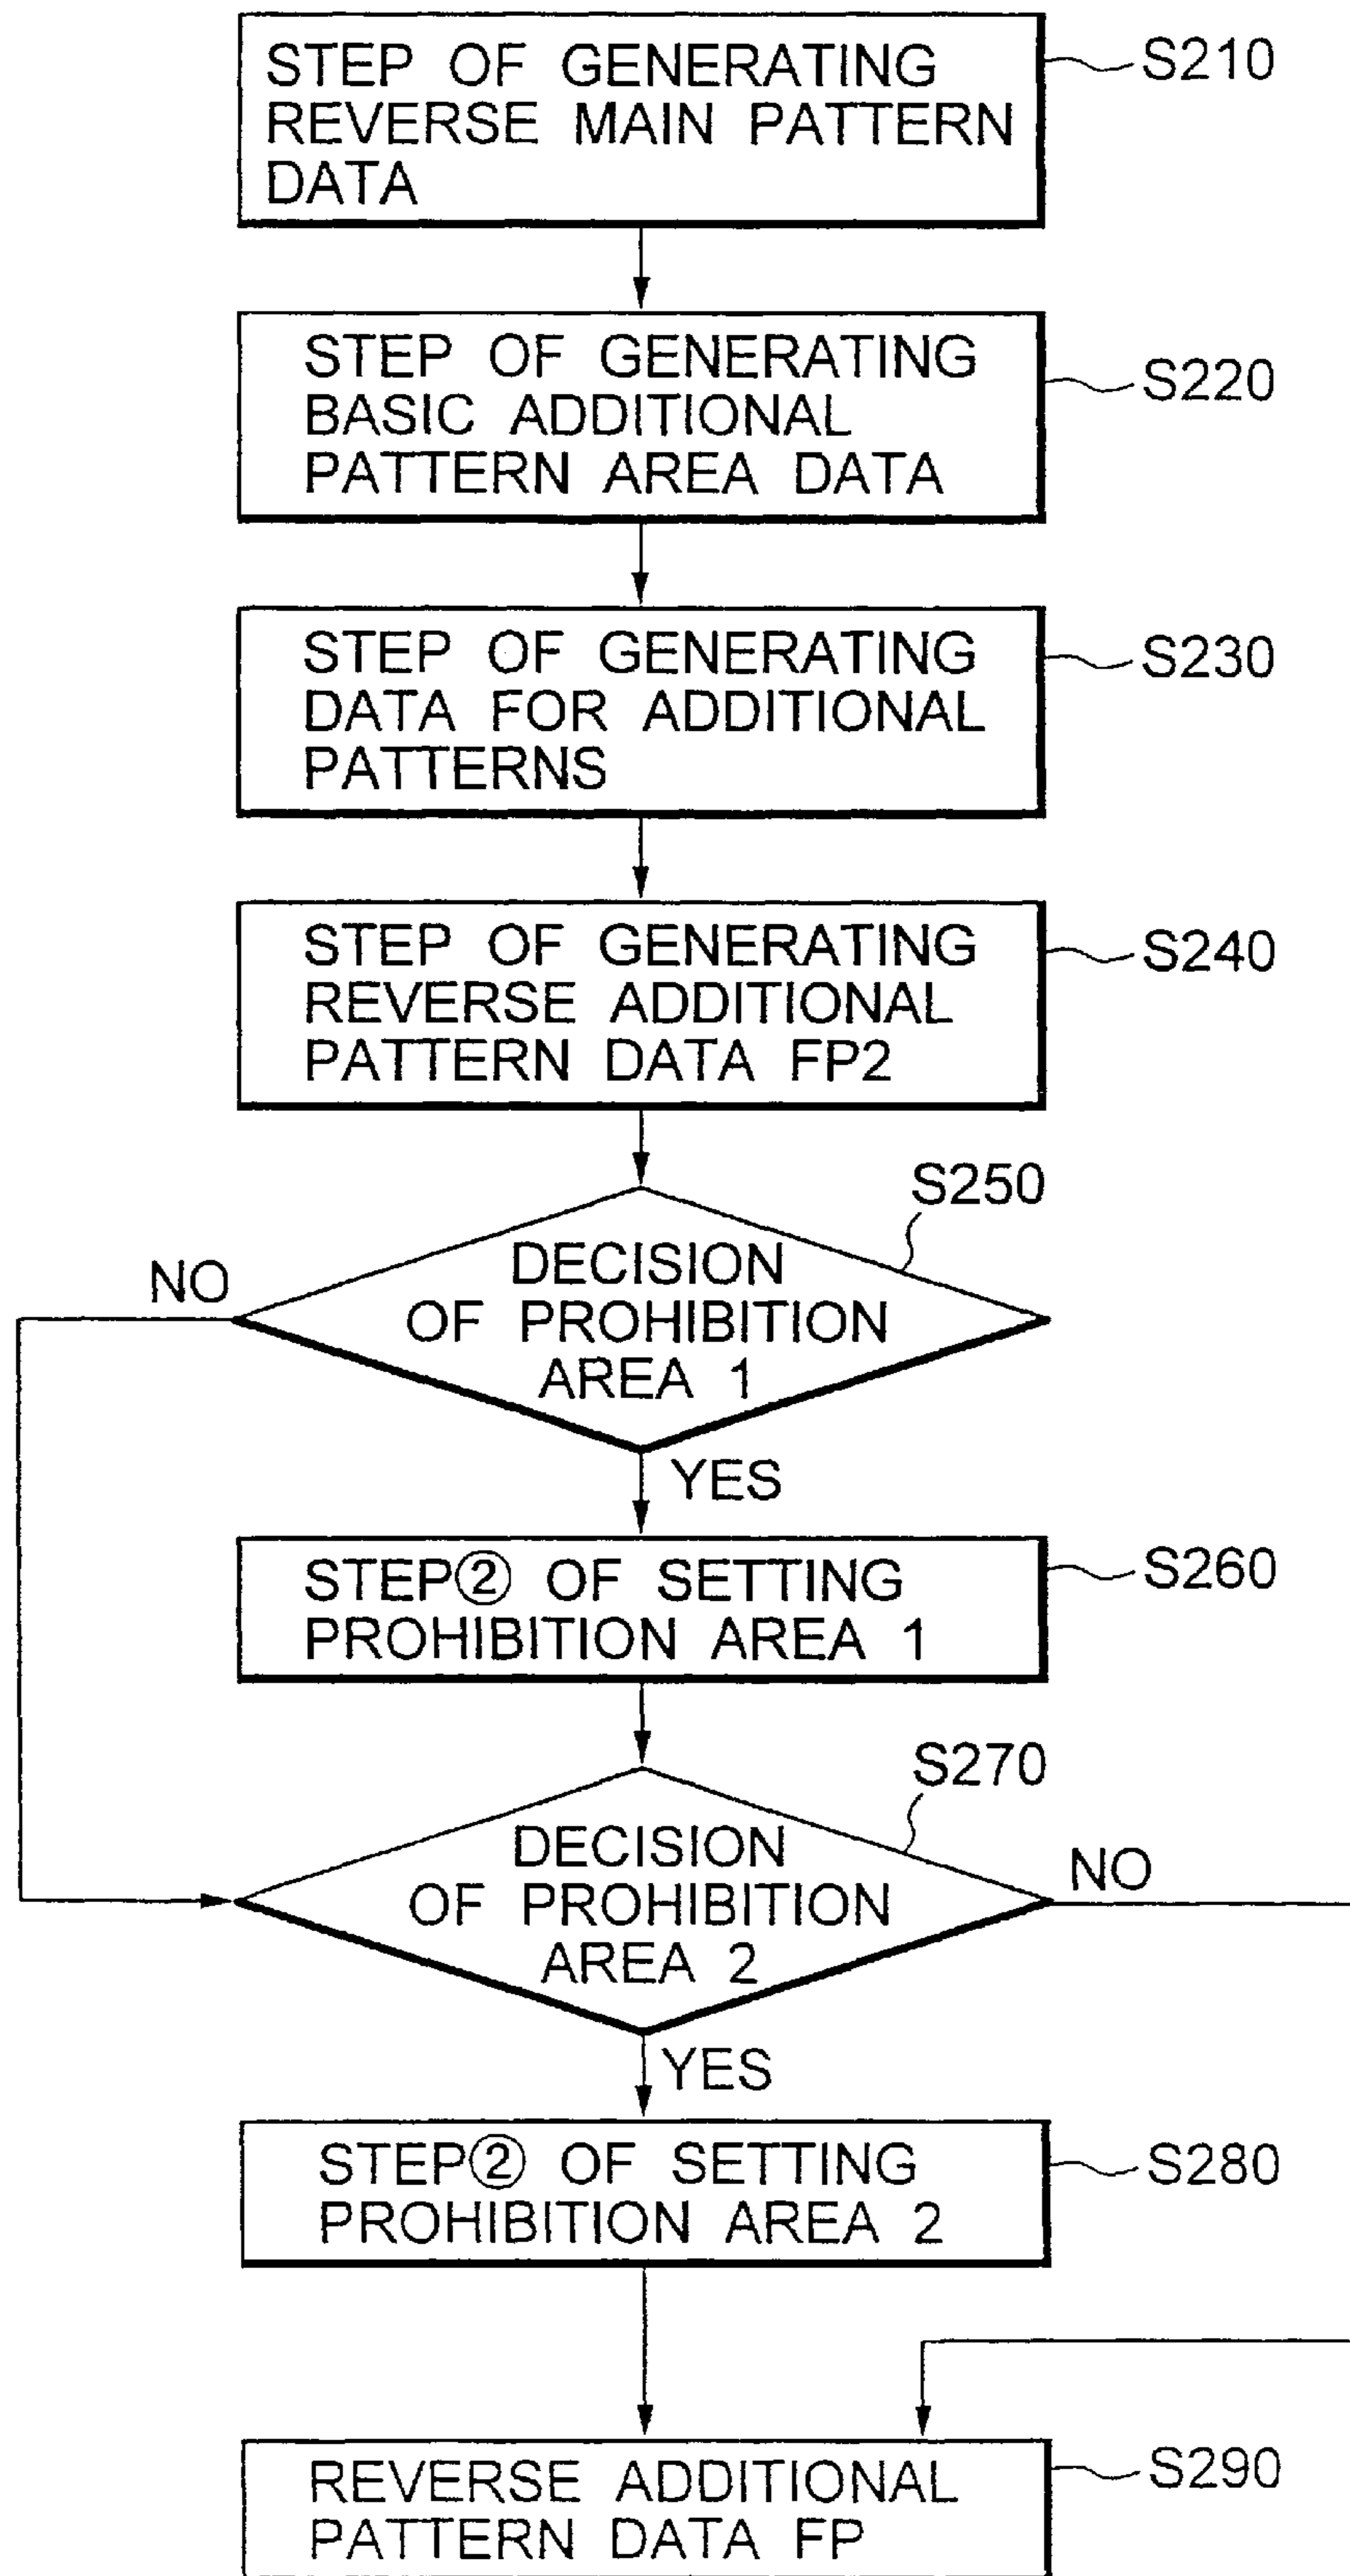 STEP OF GENERATING
REVERSE MAIN PATTERN
DATA
S210
STEP OF GENERATING
BASIC ADDITIONAL
PATTERN AREA DATA
S220
STEP OF GENERATING
DATA FOR ADDITIONAL
PATTERNS
S230
STEP OF GENERATING
REVERSE ADDITIONAL
PATTERN DATA FP2
S240
S250
DECISION
OF PROHIBITION
AREA 1
NO
YES
STEP② OF SETTING
PROHIBITION AREA 1
S260
S270
DECISION
OF PROHIBITION
AREA 2
NO
YES
STEP② OF SETTING
PROHIBITION AREA 2
S280
REVERSE ADDITIONAL
PATTERN DATA FP
S290